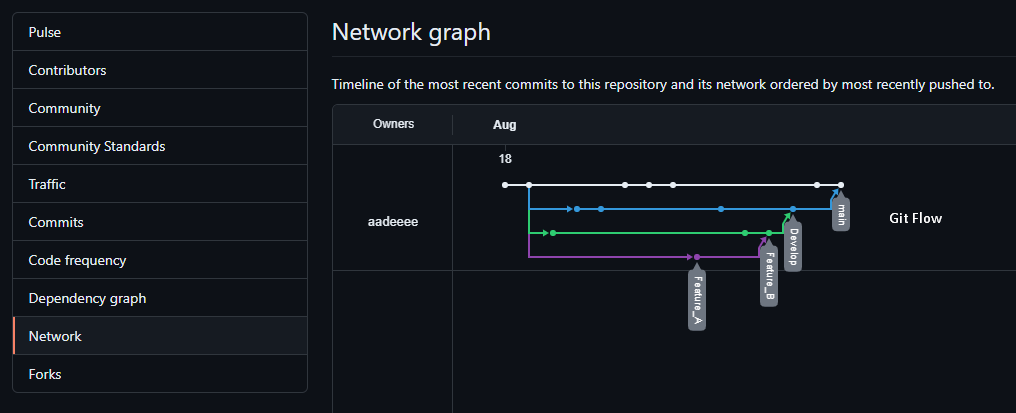 Pulse
Contributors
Community
Community Standards
Traffic
Commits
Code frequency
Dependency graph
Network
Forks
Network graph
Timeline of the most recent commits to this repository and its network ordered by most recently pushed to.
Owners
Aug
18
aadeeee
main
Develop
Feature_B
Feature_A
Git Flow